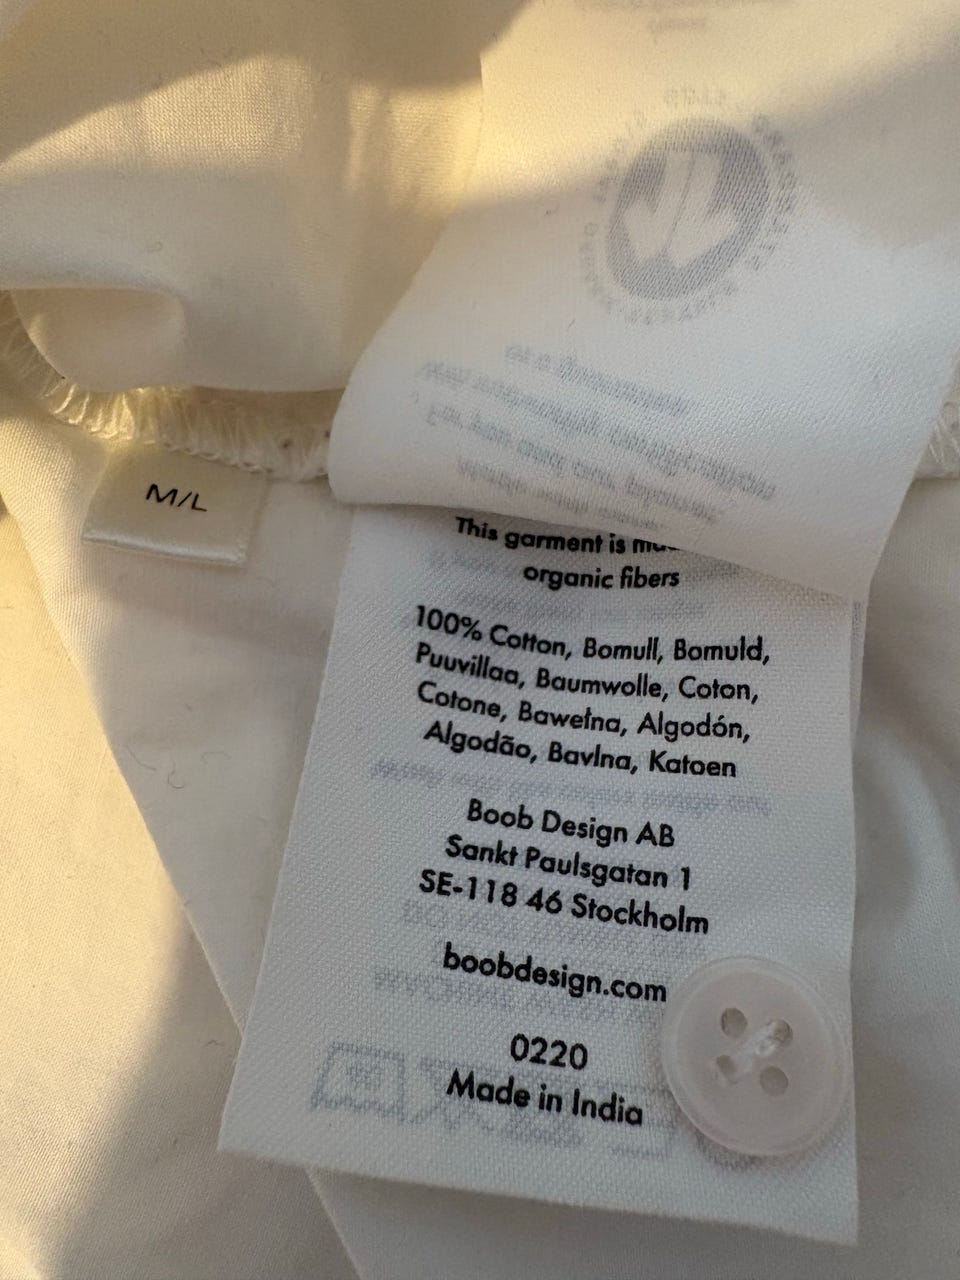 M/L
This garment is
organic fibers
100% Cotton, Bomull, Bomuld,
Puuvillaa, Baumwolle, Coton,
Cotone, Bawełna, Algodón,
Algodão, Bavlna, Katoen
Boob Design AB
Sankt Paulsgatan 1
SE-118 46 Stockholm
boobdesign.com
0220
Made in India